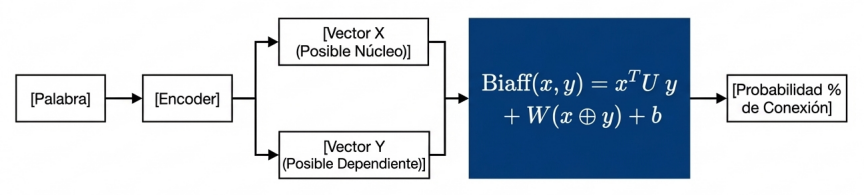 [Palabra]
[Encoder]
[Vector X
(Posible Núcleo)]
[Vector Y
(Posible Dependiente)]
Biaff(x, y) = x^T U y
+ W(x ⊕ y) + b
[Probabilidad %
de Conexión]